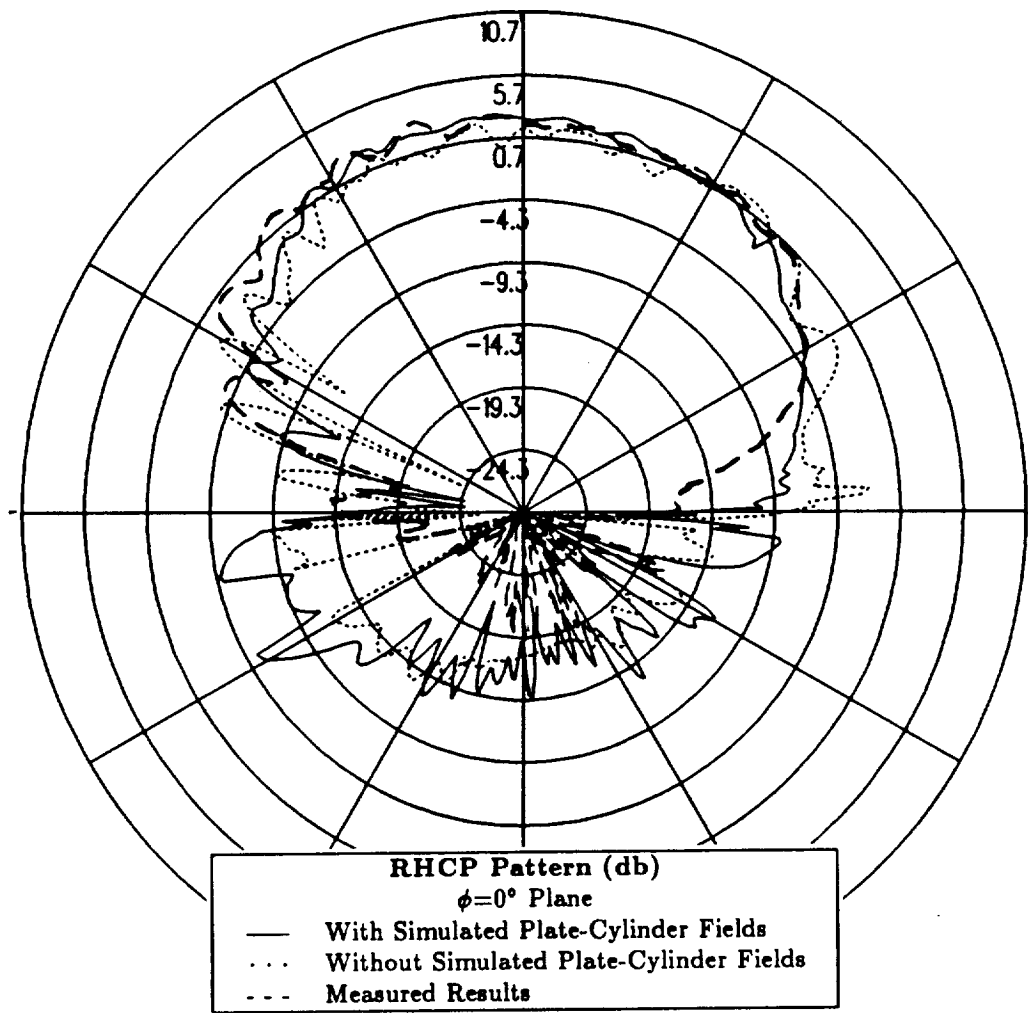 10.7
5.7
0.7
-4.3
-9.3
-14.3
-19.3
-24.3
RHCP Pattern (db)
ϕ=0° Plane
With Simulated Plate-Cylinder Fields
Without Simulated Plate-Cylinder Fields
Measured Results